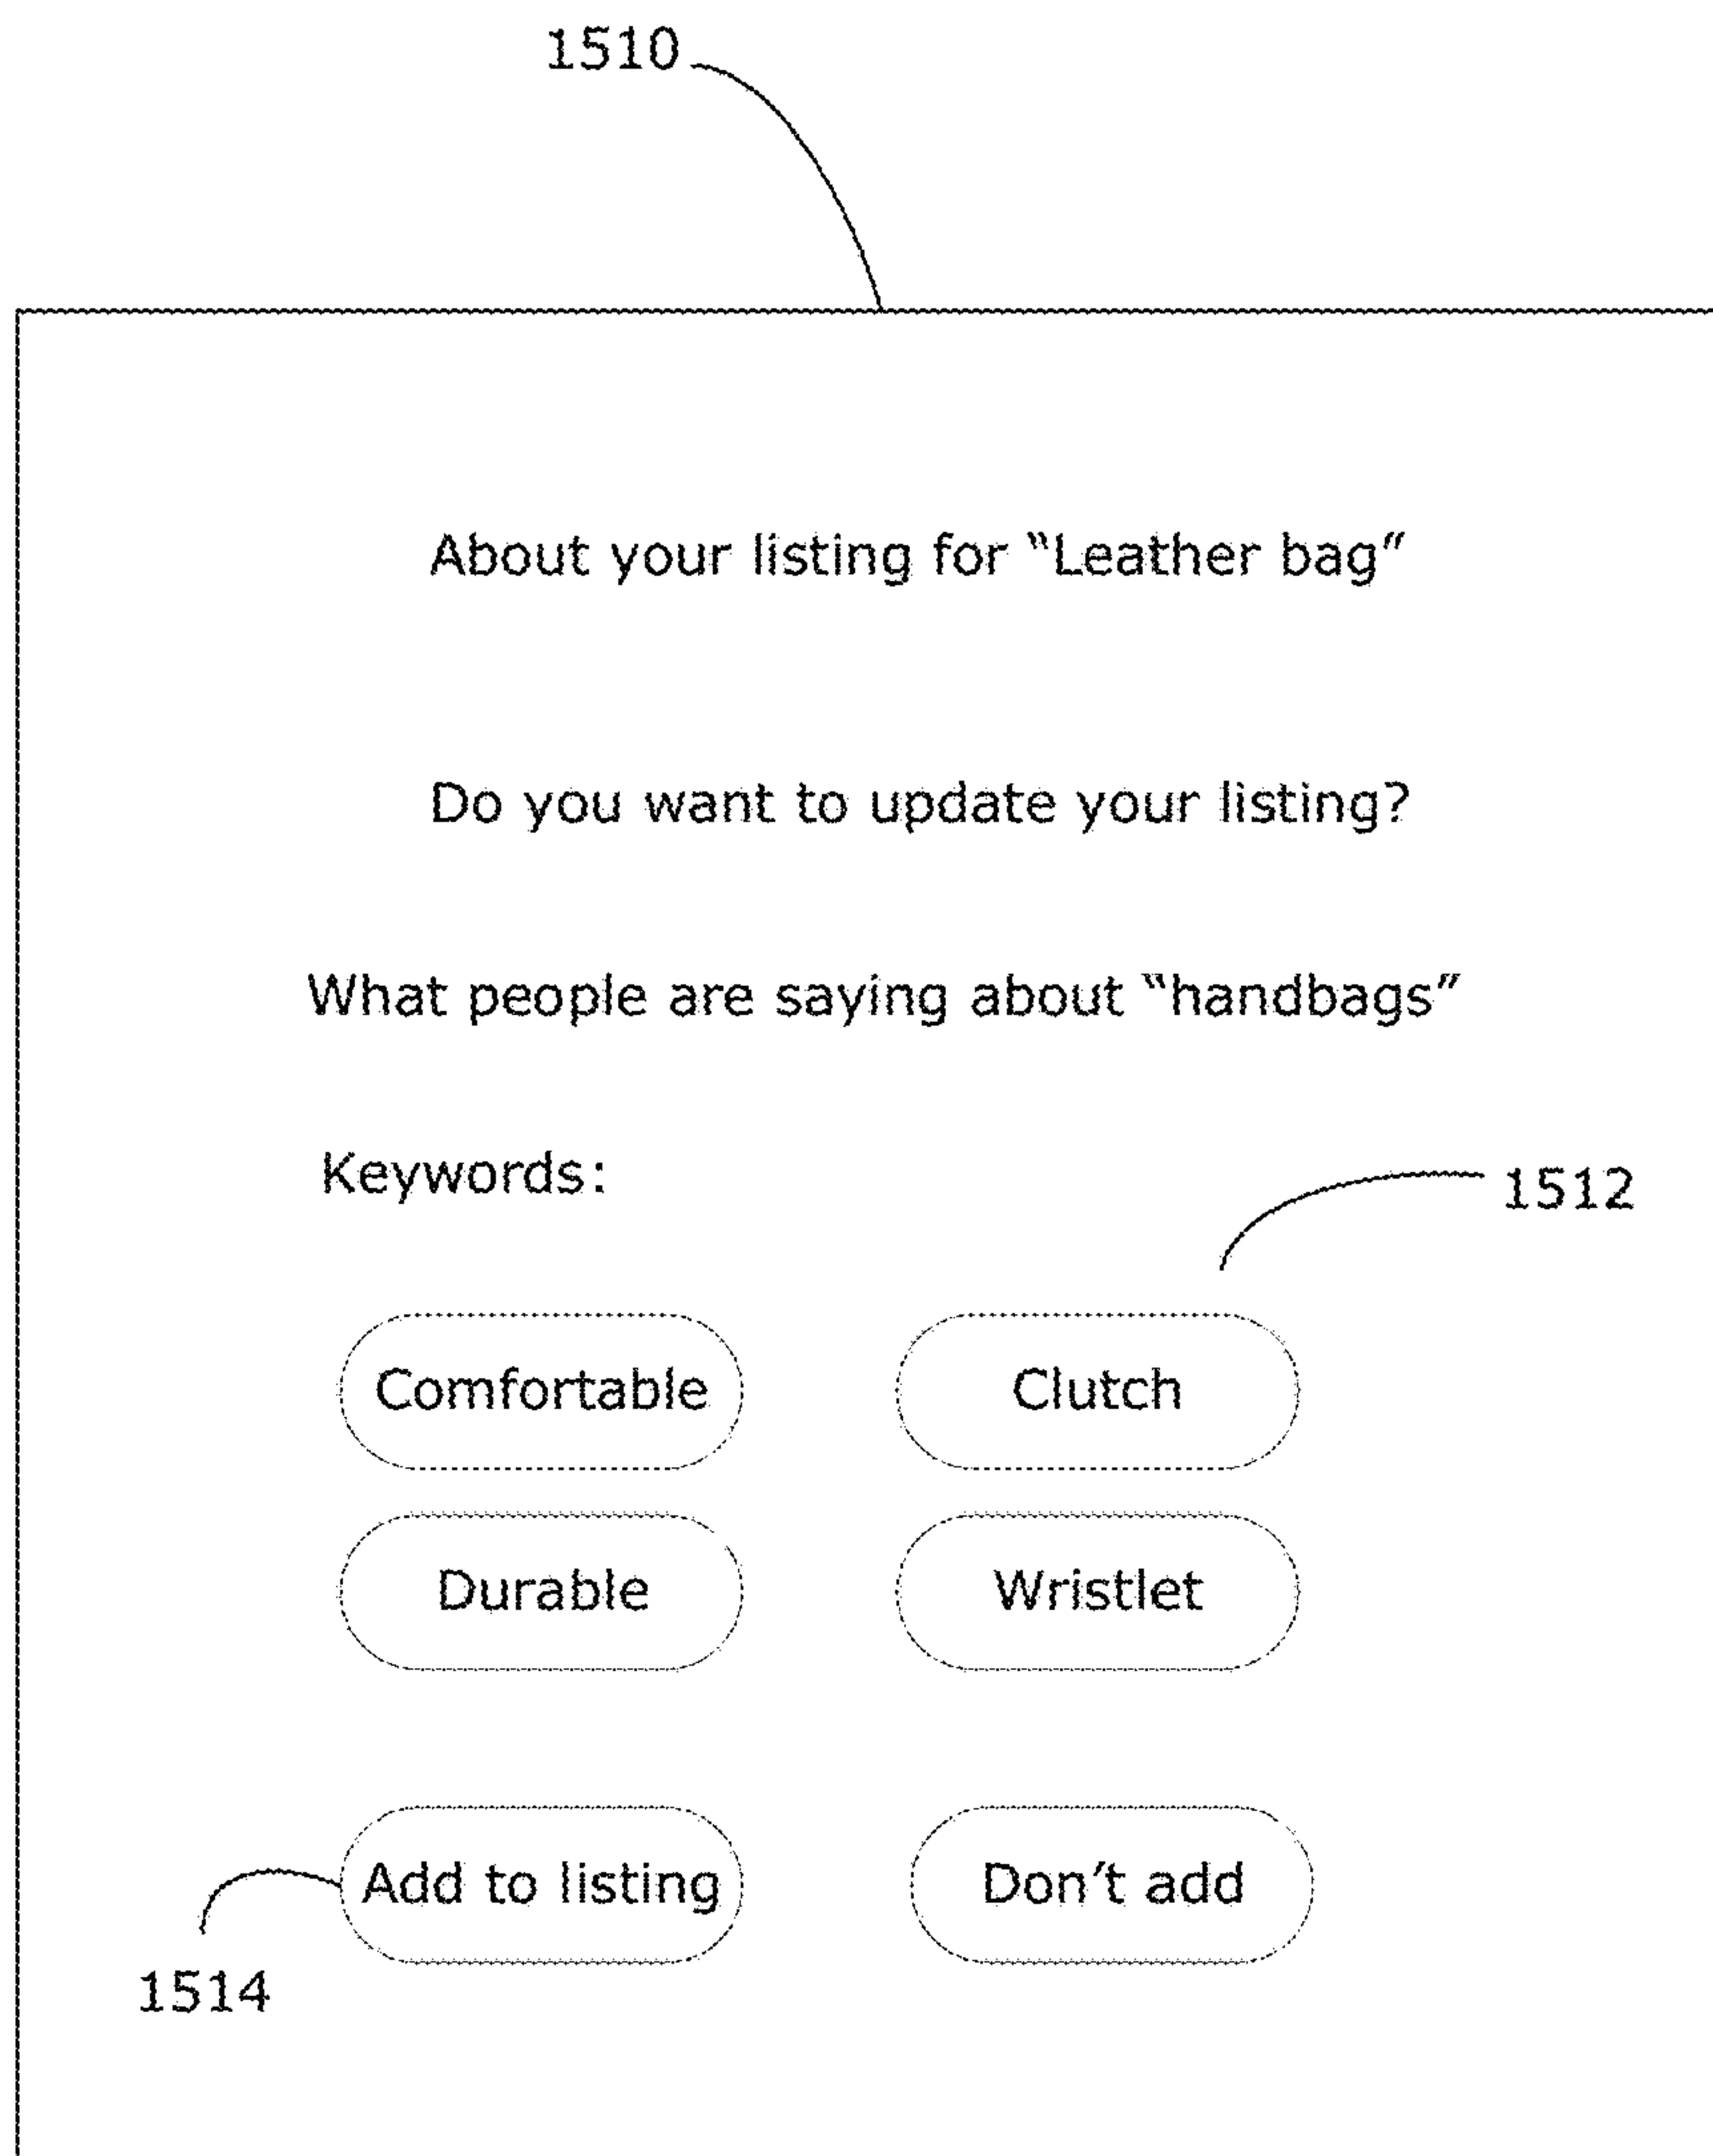 1510
About your listing for “Leather bag”
Do you want to update your listing?
What people are saying about “handbags”
Keywords:
1512
Comfortable
Clutch
Durable
Wristlet
Add to listing
Don’t add
1514